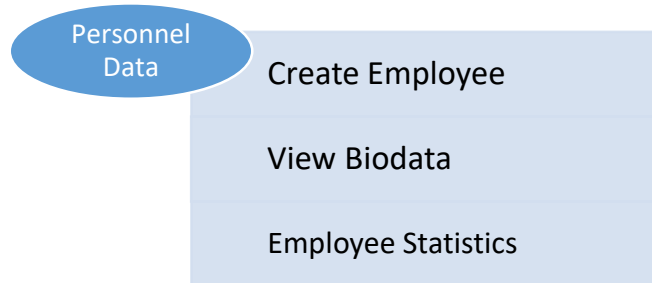 Personnel
Data
Create Employee
View Biodata
Employee Statistics